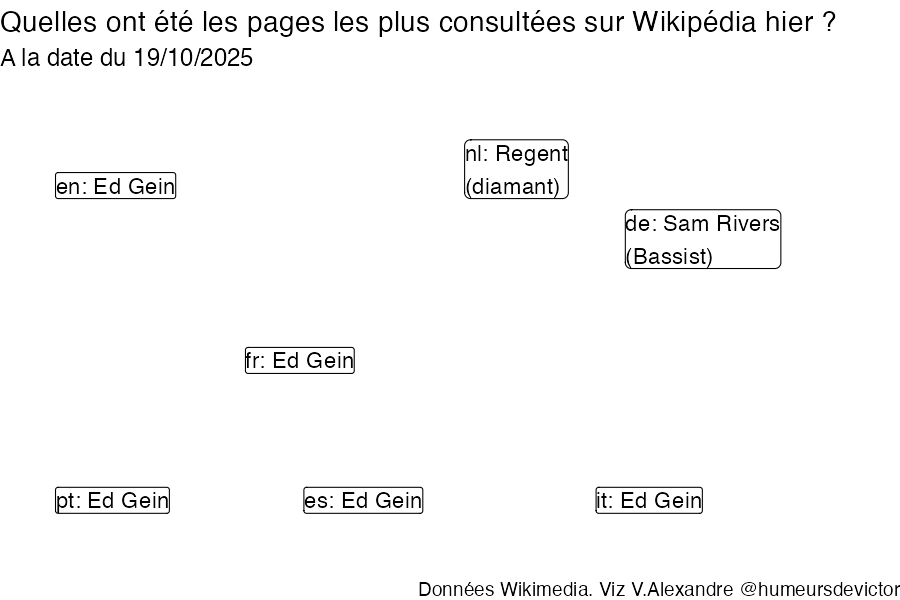 Quelles ont été les pages les plus consultées sur Wikipédia hier ?
A la date du 19/10/2025
nl: Regent
(diamant)
en: Ed Gein
de: Sam Rivers
(Bassist)
fr: Ed Gein
pt: Ed Gein
es: Ed Gein
it: Ed Gein
Données Wikimedia. Viz V.Alexandre @humeursdevictor